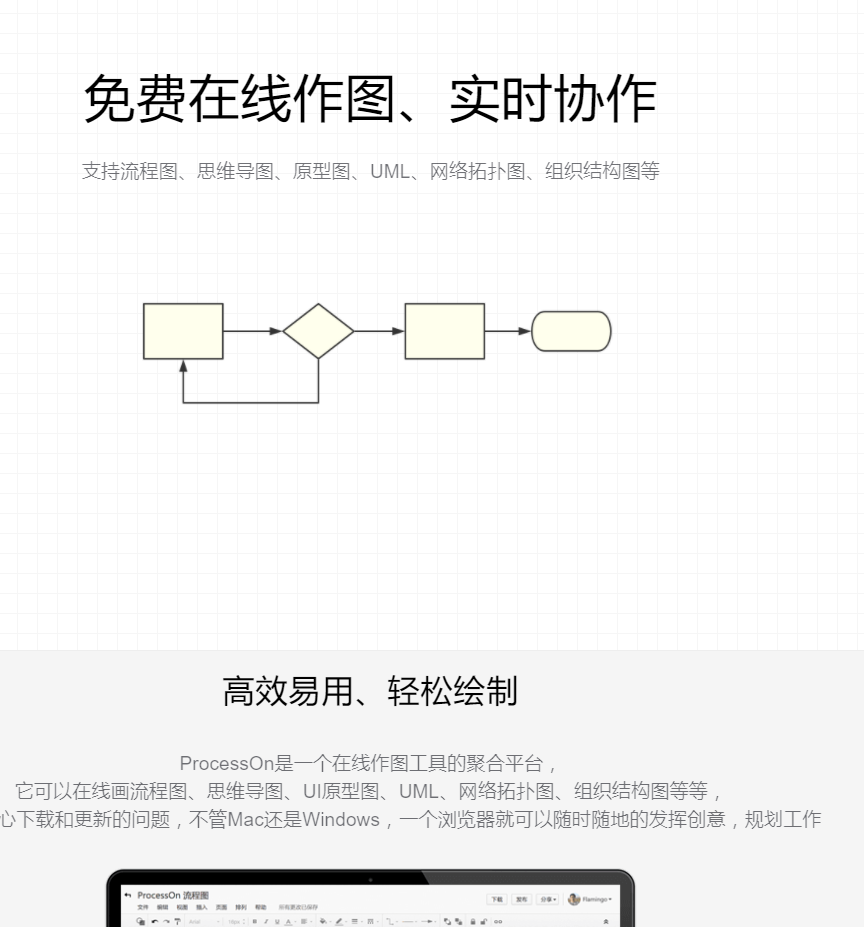 免费在线作图、实时协作
支持流程图、思维导图、原型图、UML、网络拓扑图、组织结构图等
高效易用、轻松绘制
ProcessOn是一个在线作图工具的聚合平台，
它可以在线画流程图、思维导图、UI原型图、UML、网络拓扑图、组织结构图等等，
心下载和更新的问题，不管Mac还是Windows，一个浏览器就可以随时随地的发挥创意，规划工作
ProcessOn 流程图
文件 编辑 视图 插入 页面 排列 帮助 所有更改已保存
下载 发布 分享 Flamingo